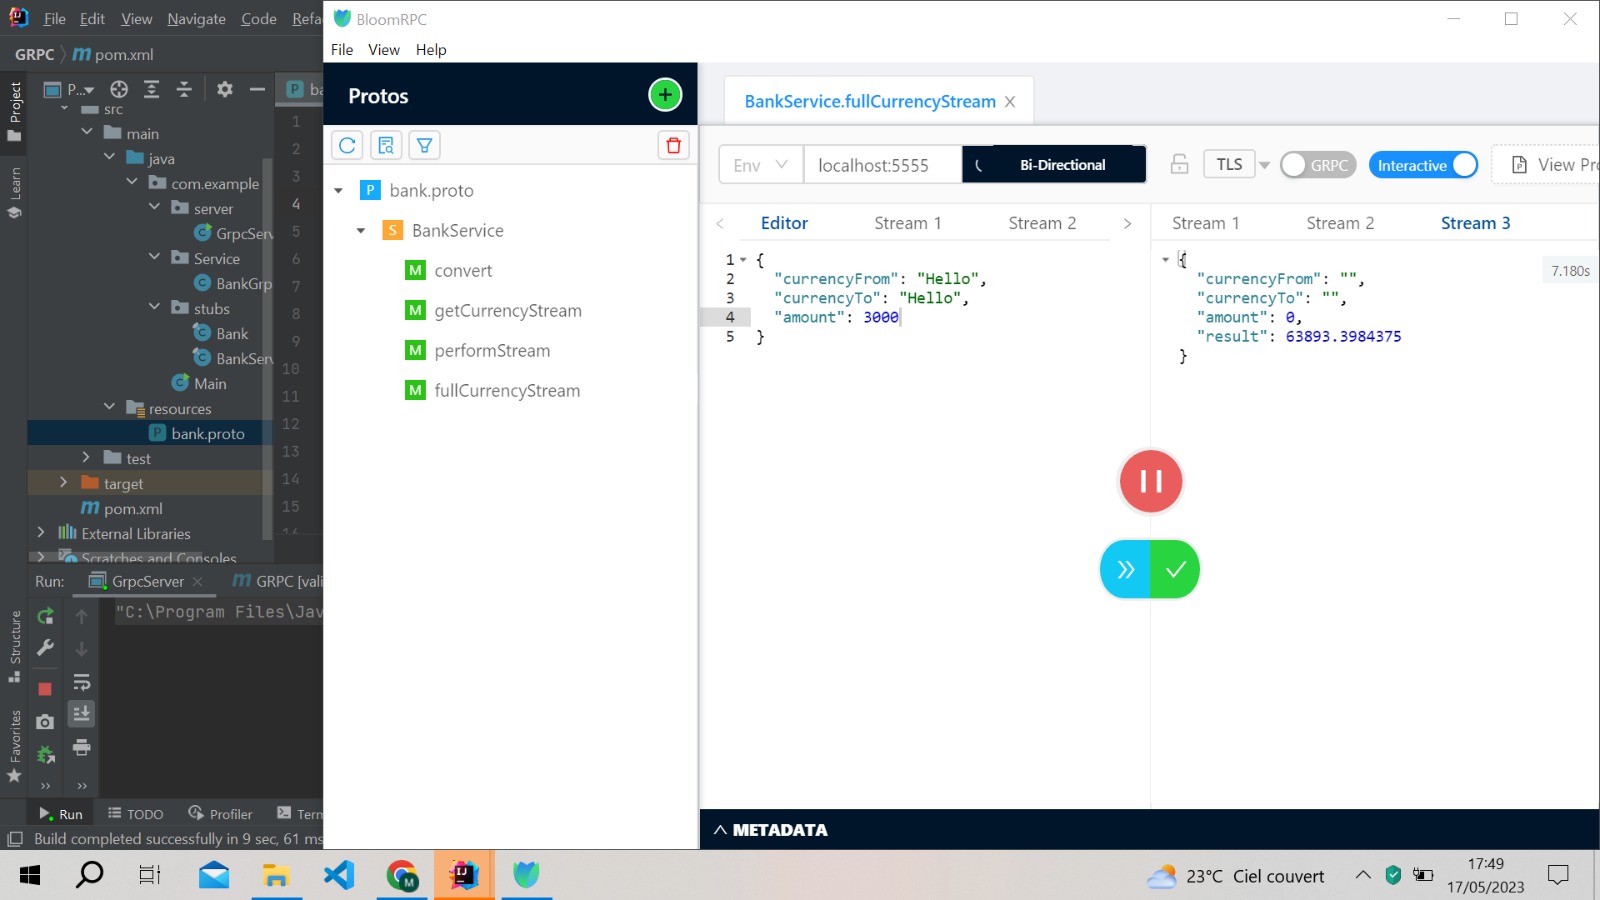 File Edit View Navigate Code Refa
GRPC pom.xml
Project
Learn
Structure
Favorites
P...
src
main
java
com.example
server
GrpcServ
Service
BankGrp
stubs
Bank
BankServ
Main
resources
bank.proto
test
target
pom.xml
External Libraries
Scratches and Consoles
ba
1
2
3
4
5
6
7
8
9
10
11
12
13
14
15
Run: GrpcServer GRPC [vali
"C:\Program Files\Jav
Run TODO Profiler Term
Build completed successfully in 9 sec, 61 ms
BloomRPC
File View Help
Protos
P bank.proto
S BankService
M convert
M getCurrencyStream
M performStream
M fullCurrencyStream
BankService.fullCurrencyStream
Env localhost:5555 Bi-Directional TLS GRPC Interactive View Pro
Editor Stream 1 Stream 2
1 {
2 "currencyFrom": "Hello",
3 "currencyTo": "Hello",
4 "amount": 3000
5 }
Stream 1 Stream 2 Stream 3
{
"currencyFrom": "",
"currencyTo": "",
"amount": 0,
"result": 63893.3984375
}
7.180s
METADATA
23°C Ciel couvert
17:49
17/05/2023